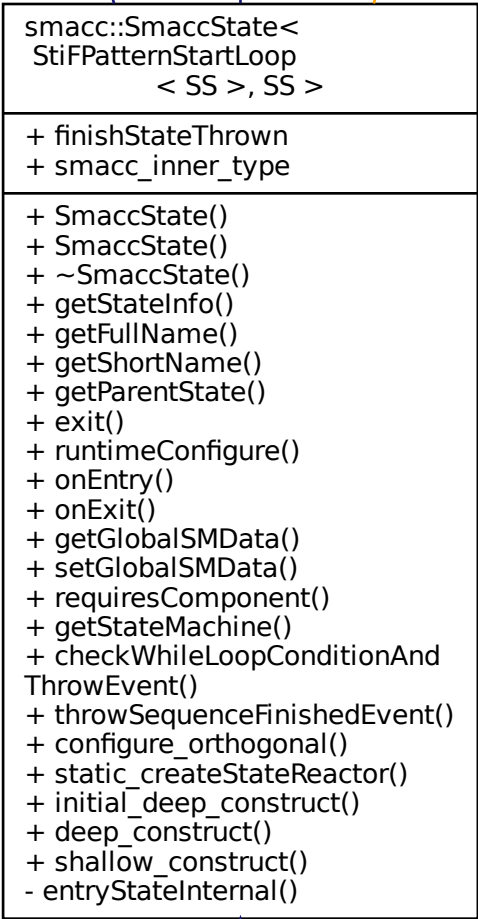 smacc::SmaccState<
StiFPatternStartLoop
< SS >, SS >
+ finishStateThrown
+ smacc_inner_type
+ SmaccState()
+ SmaccState()
+ ~SmaccState()
+ getStateInfo()
+ getFullName()
+ getShortName()
+ getParentState()
+ exit()
+ runtimeConfigure()
+ onEntry()
+ onExit()
+ getGlobalSMData()
+ setGlobalSMData()
+ requiresComponent()
+ getStateMachine()
+ checkWhileLoopConditionAnd
ThrowEvent()
+ throwSequenceFinishedEvent()
+ configure_orthogonal()
+ static_createStateReactor()
+ initial_deep_construct()
+ deep_construct()
+ shallow_construct()
- entryStateInternal()